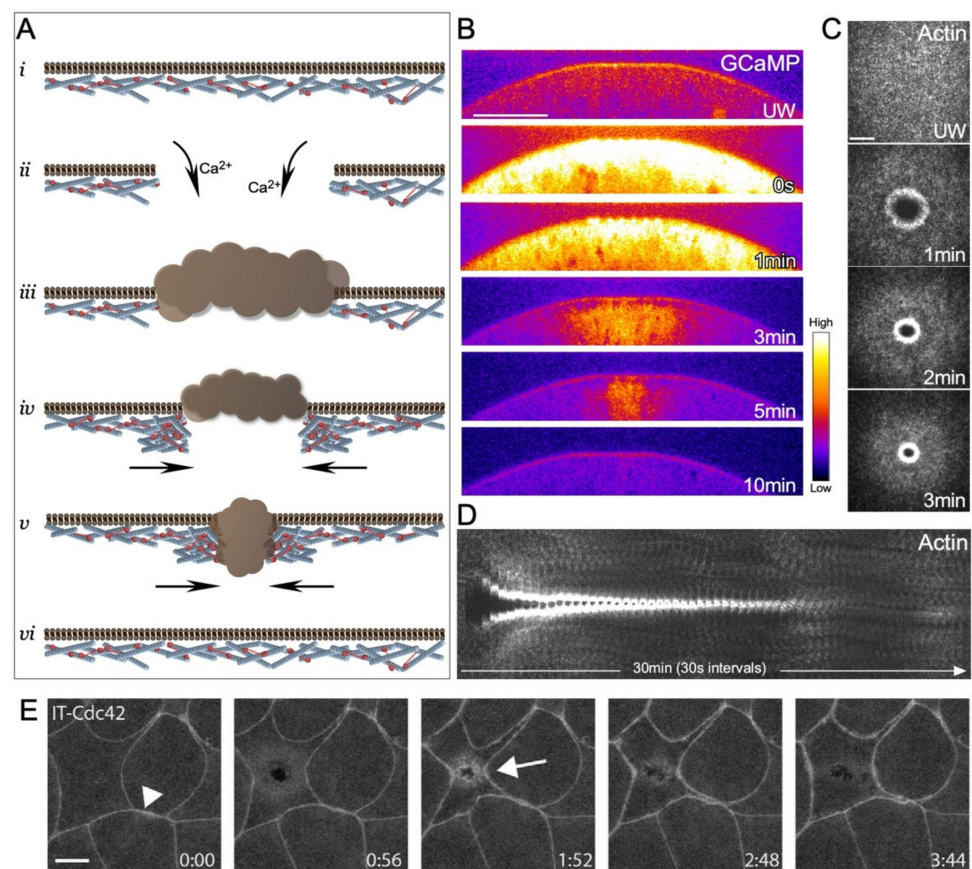 A
i
ii
Ca2+
Ca2+
iii
iv
v
vi
B
GCaMP
UW
0s
1min
3min
5min
10min
High
Low
C
Actin
UW
1min
2min
3min
D
Actin
30min (30s intervals)
E
IT-Cdc42
0:00
0:56
1:52
2:48
3:44